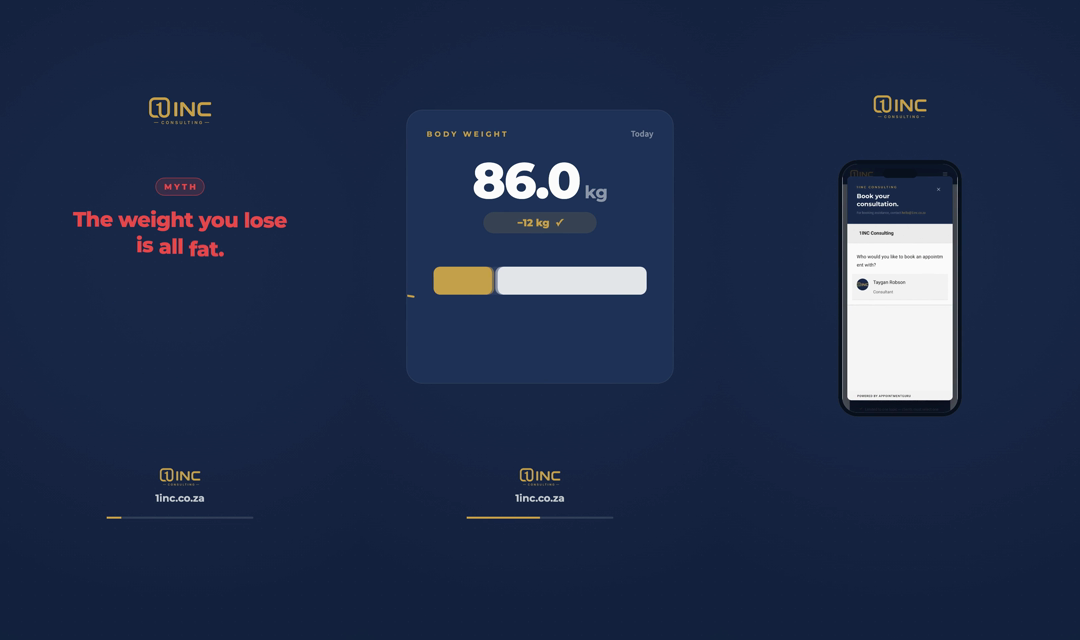 1INC
CONSULTING
MYTH
The weight you lose
is all fat.
1INC
CONSULTING
1inc.co.za
BODY WEIGHT
Today
86.0 kg
−12 kg ✓
1INC
CONSULTING
1inc.co.za
1INC
CONSULTING
1INC CONSULTING
Book your
consultation.
1INC Consulting
Who would you like to book an appointm
ent with?
Taygan Robson
Consultant